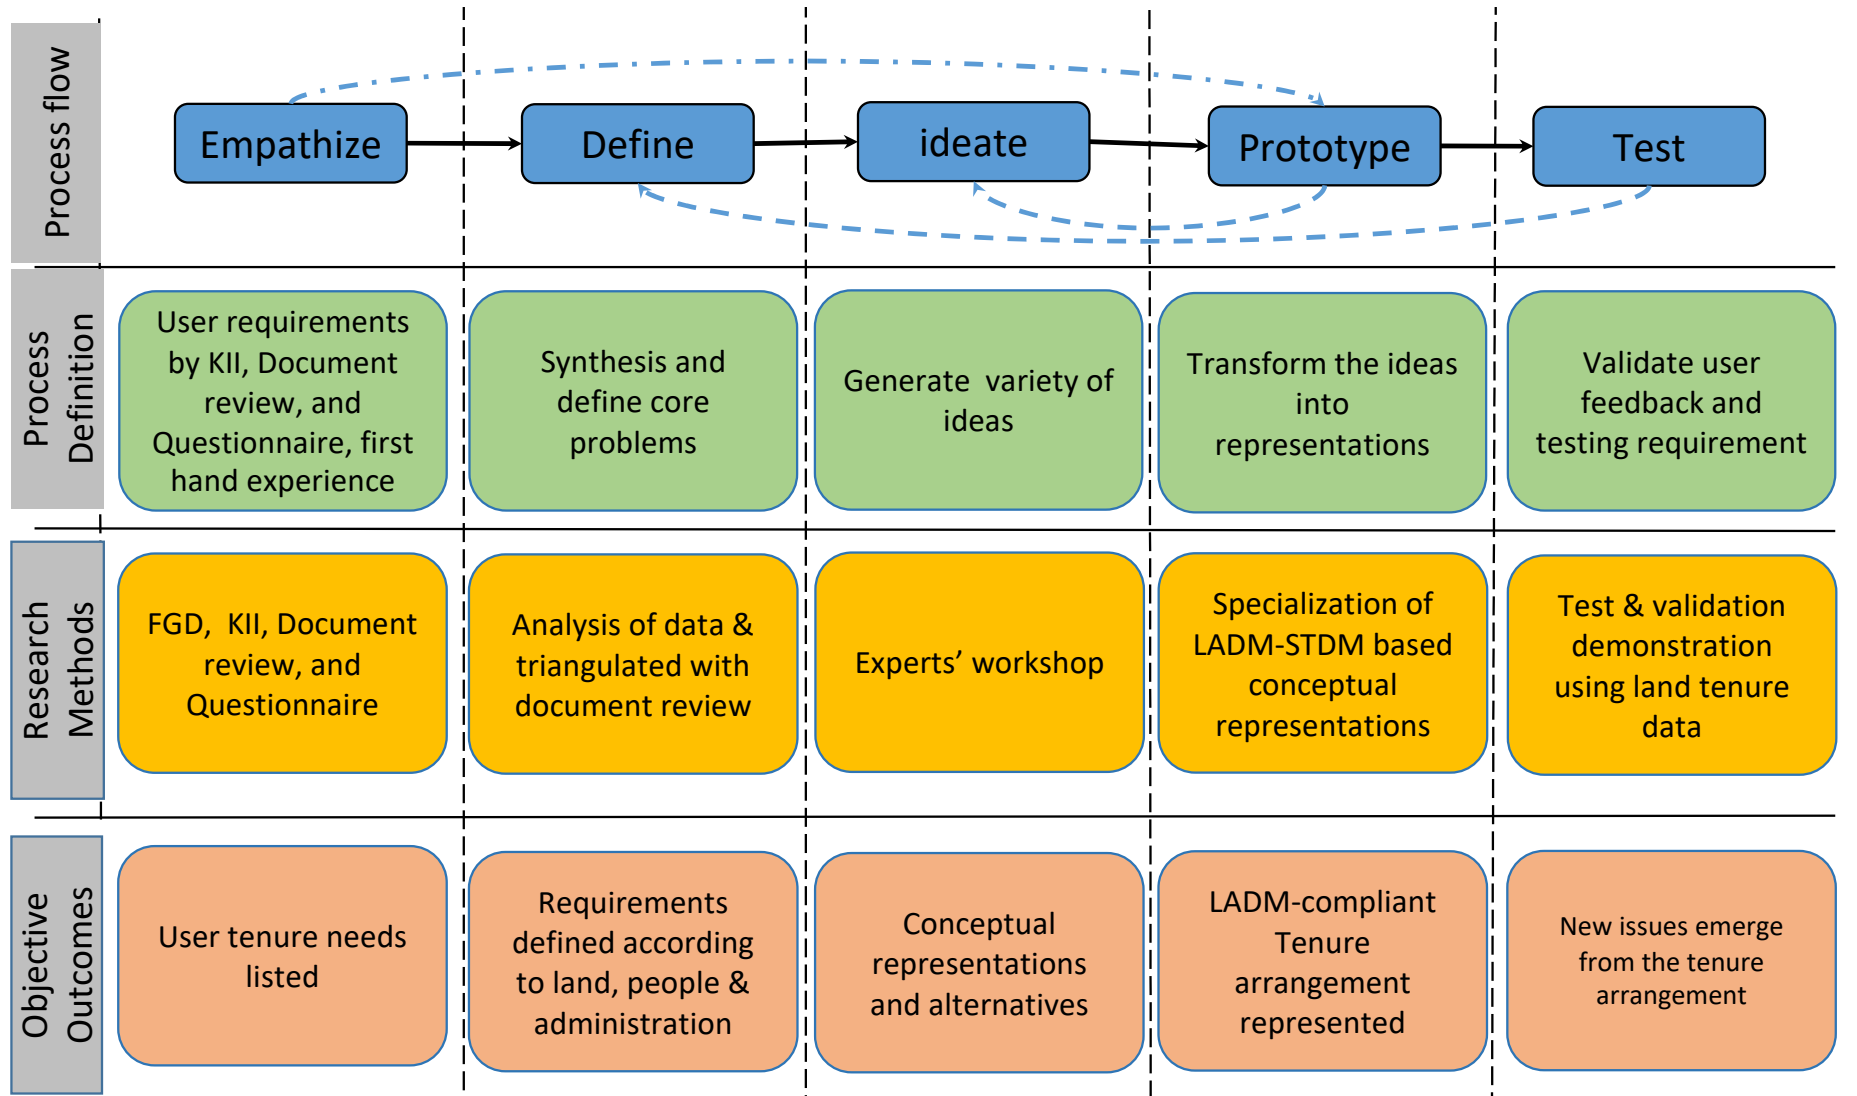 Process flow
Empathize
Define
ideate
Prototype
Test
Process
Definition
User requirements
by KII, Document
review, and
Questionnaire, first
hand experience
Synthesis and
define core
problems
Generate variety of
ideas
Transform the ideas
into
representations
Validate user
feedback and
testing requirement
Research
Methods
FGD, KII, Document
review, and
Questionnaire
Analysis of data &
triangulated with
document review
Experts’ workshop
Specialization of
LADM-STDM based
conceptual
representations
Test & validation
demonstration
using land tenure
data
Objective
Outcomes
User tenure needs
listed
Requirements
defined according
to land, people &
administration
Conceptual
representations
and alternatives
LADM-compliant
Tenure
arrangement
represented
New issues emerge
from the tenure
arrangement